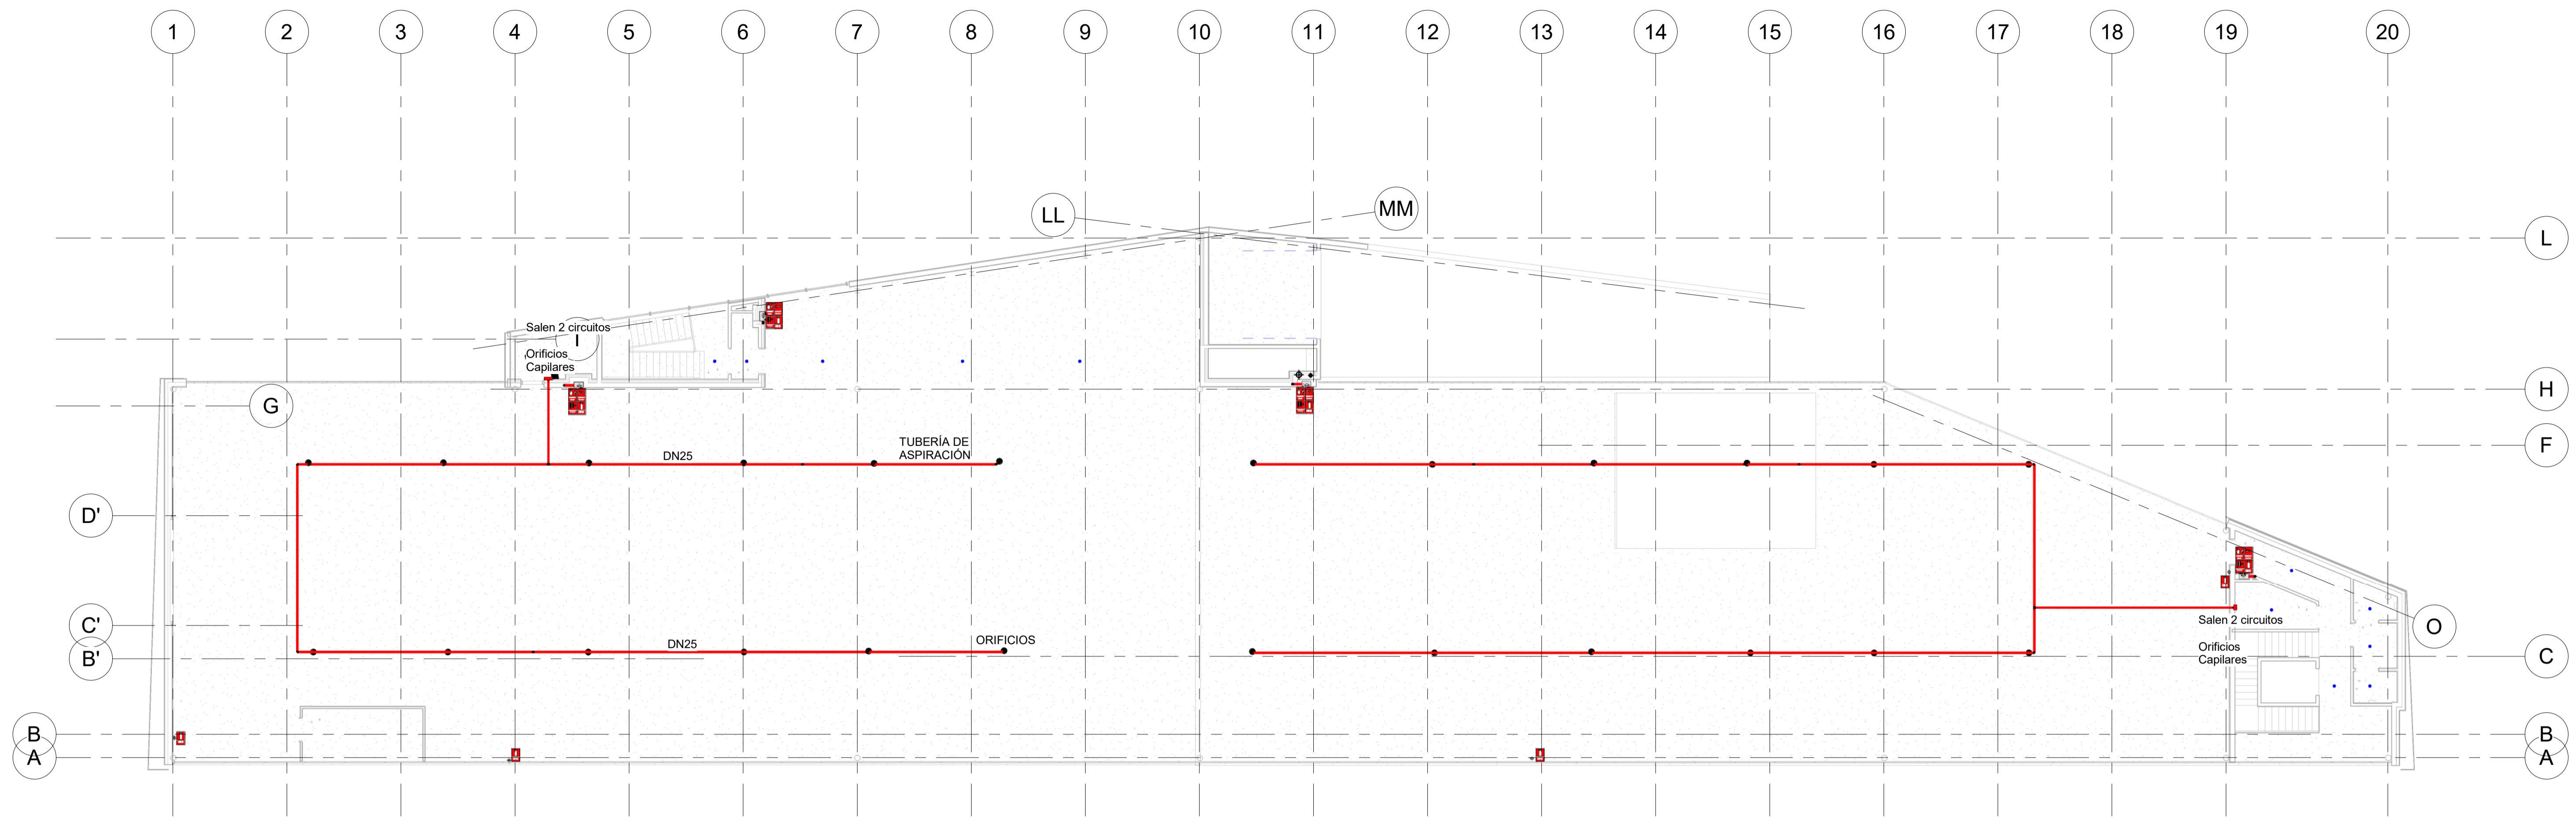 1
2
3
4
5
6
7
8
9
10
11
12
13
14
15
16
17
18
19
20
LL
MM
L
Salen 2 circuitos
I
Orificios
Capilares
H
G
TUBERÍA DE
ASPIRACIÓN
DN25
F
D'
C'
Salen 2 circuitos
O
ORIFICIOS
DN25
Orificios
Capilares
B'
C
B
B
A
A